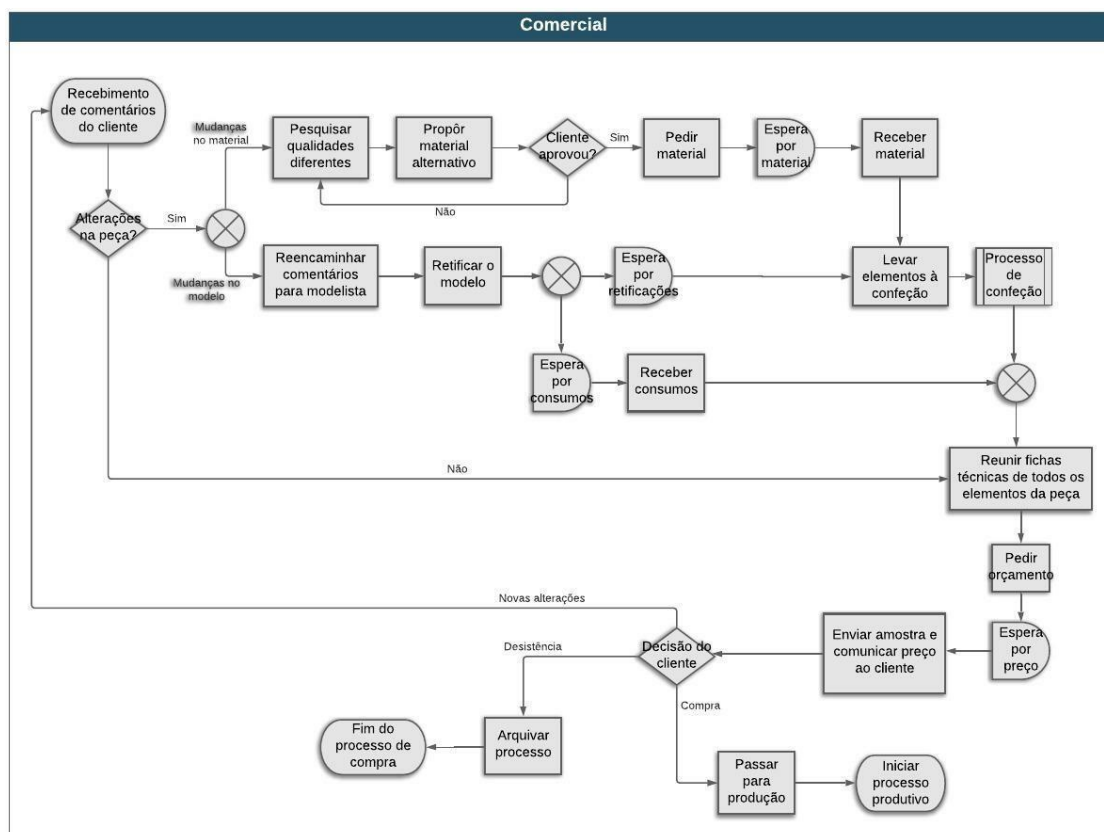 Comercial
Recebimento
de comentários
do cliente
Mudanças
no material
Pesquisar
qualidades
diferentes
Propôr
material
alternativo
Cliente
aprovou?
Sim
Pedir
material
Espera
por
material
Receber
material
Não
Alterações
na peça?
Sim
Mudanças no
modelo
Reencaminhar
comentários
para modelista
Retificar o
modelo
Espera
por
retificações
Levar
elementos à
confeção
Processo
de
confeção
Espera
por
consumos
Receber
consumos
Não
Reunir fichas
técnicas de todos os
elementos da peça
Pedir
orçamento
Novas alterações
Espera
por
preço
Enviar amostra e
comunicar preço
ao cliente
Decisão do
cliente
Desistência
Compra
Arquivar
processo
Fim do
processo de
compra
Passar
para
produção
Iniciar
processo
produtivo